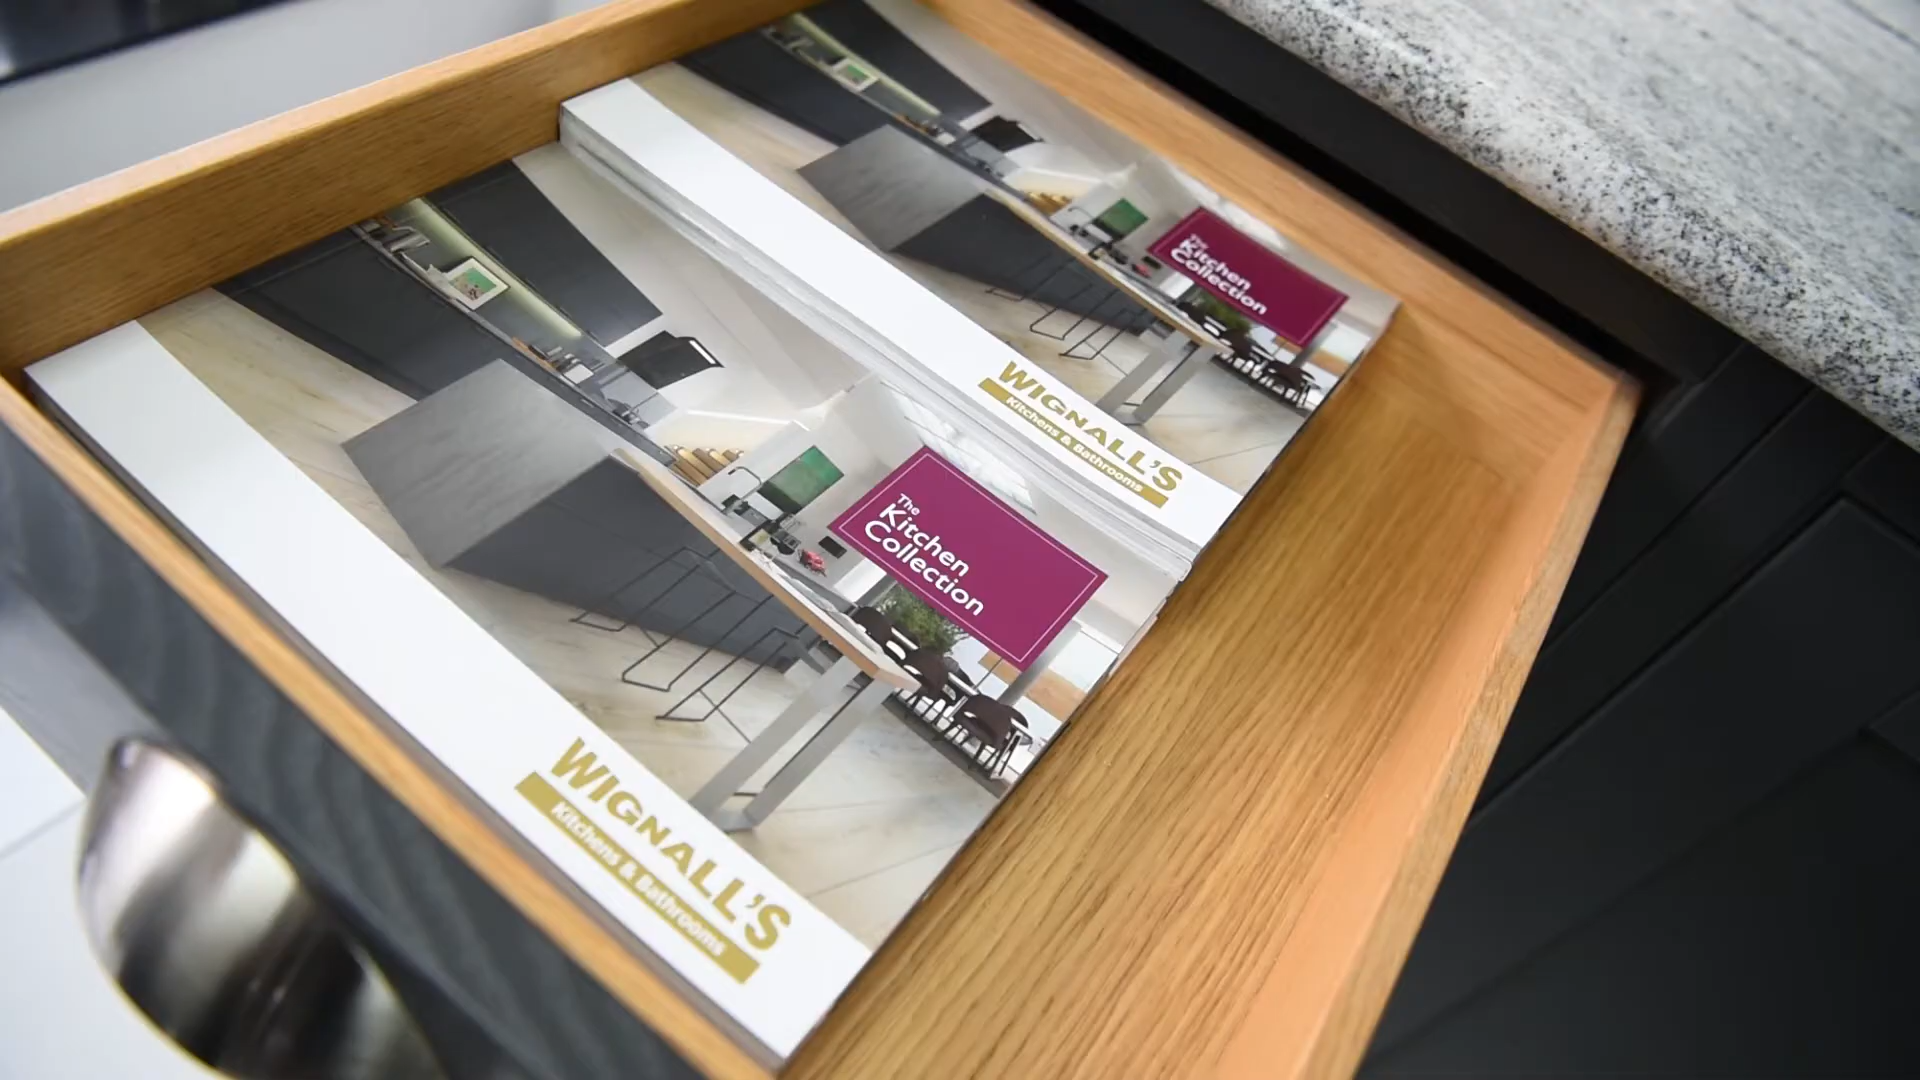 The
Kitchen
Collection
WIGNALL'S
Kitchens & Bathrooms
The
Kitchen
Collection
WIGNALL'S
Kitchens & Bathrooms